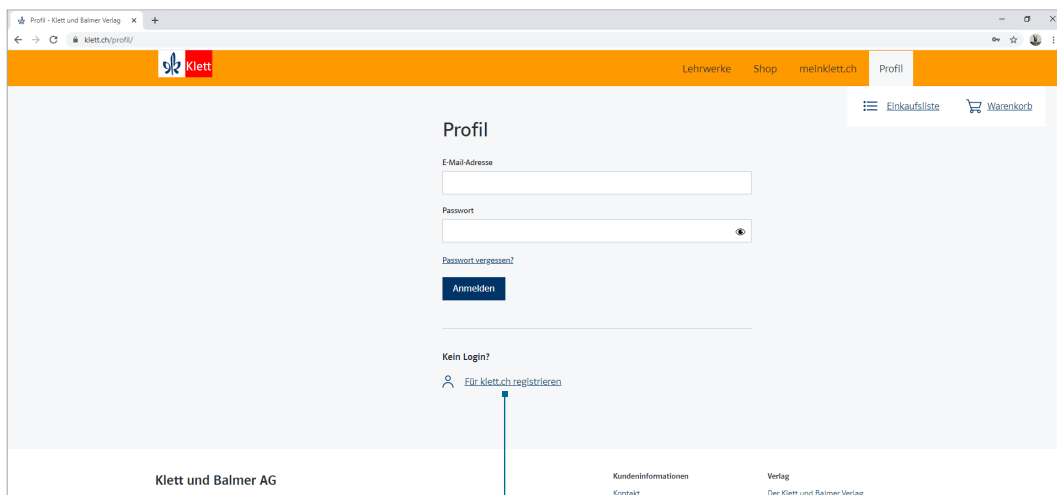 Profil - Klett und Balmer Verlag
klett.ch/profil/
Klett
Lehrwerke Shop meinklett.ch Profil
Einkaufsliste Warenkorb
Profil
E-Mail-Adresse
Passwort
Passwort vergessen?
Anmelden
Kein Login?
Für klett.ch registrieren
Klett und Balmer AG Kundeninformationen Verlag
Kontakt Der Klett und Balmer Verlag